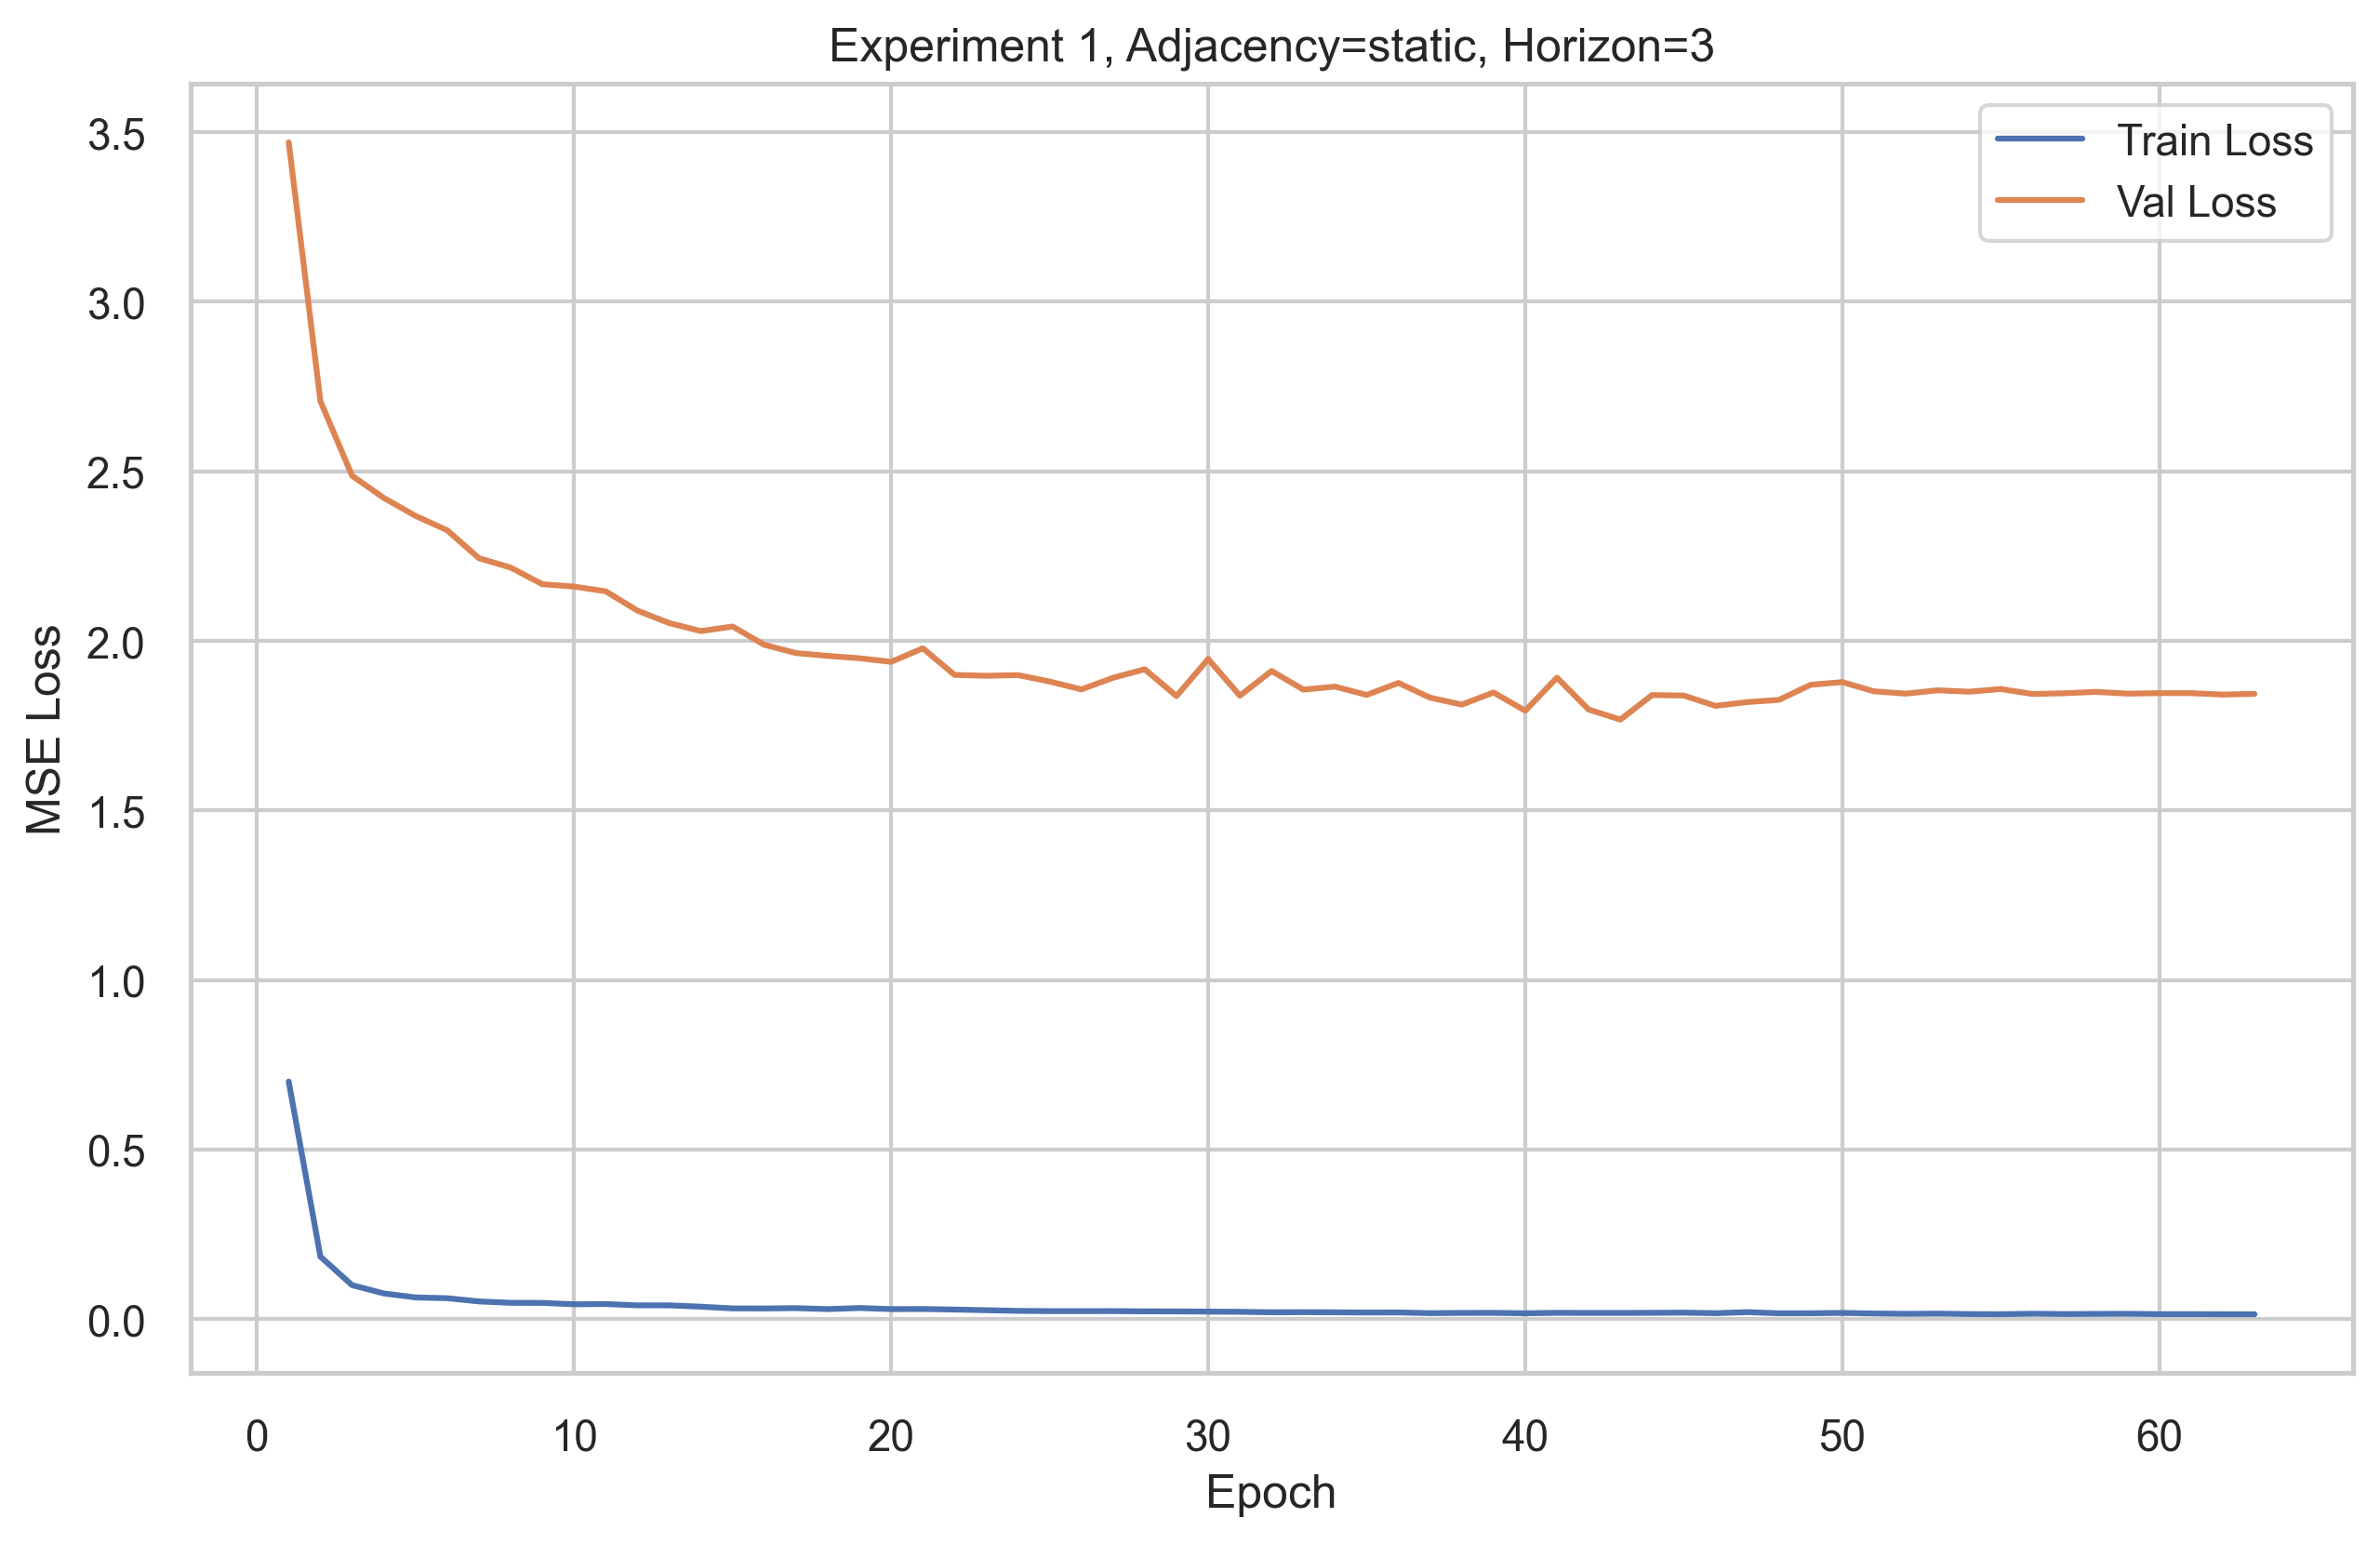 Experiment 1, Adjacency=static, Horizon=3
Train Loss
Val Loss
MSE Loss
3.5
3.0
2.5
2.0
1.5
1.0
0.5
0.0
0 10 20 30 40 50 60
Epoch